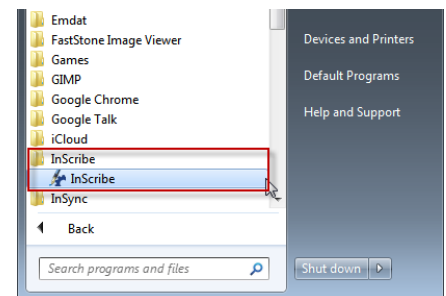 Emdat
FastStone Image Viewer
Games
GIMP
Google Chrome
Google Talk
iCloud
InScribe
InScribe
InSync
Back
Search programs and files
Devices and Printers
Default Programs
Help and Support
Shut down